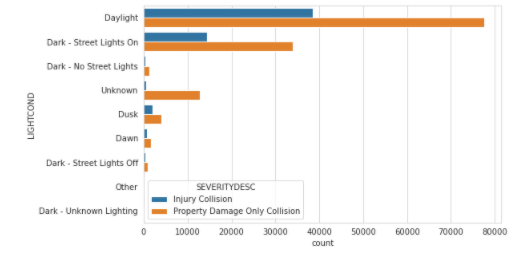 Daylight
Dark - Street Lights On
Dark - No Street Lights
Unknown
Dusk
Dawn
Dark - Street Lights Off
Other
Dark - Unknown Lighting
LIGHTCOND
SEVERITYDESC
Injury Collision
Property Damage Only Collision
0 10000 20000 30000 40000 50000 60000 70000 80000
count